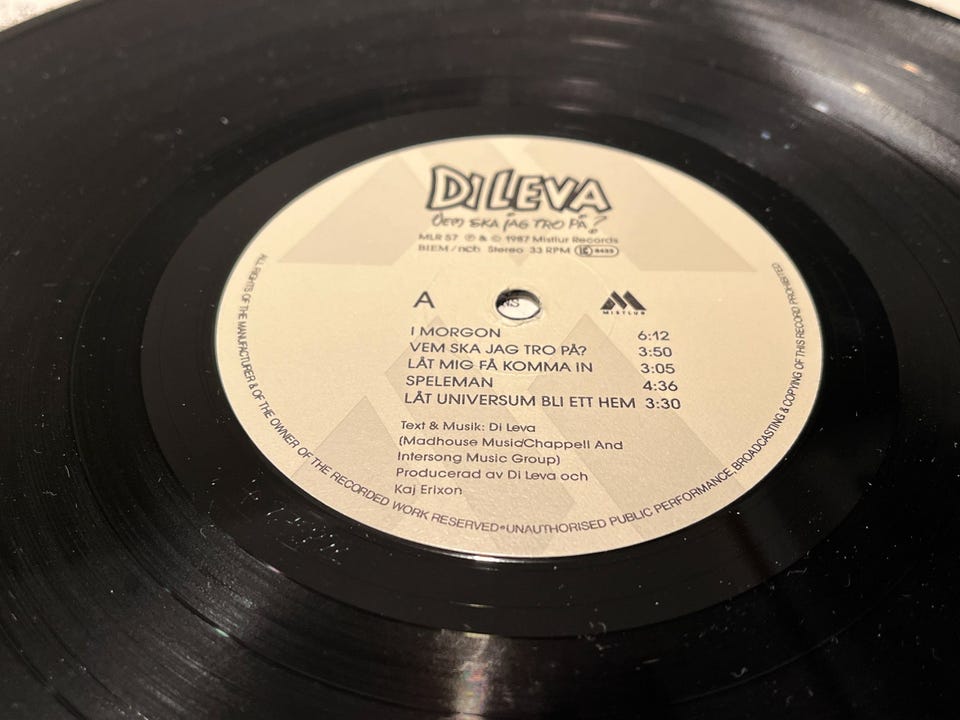 DI LEVA
Vem ska jag tro på?
MLR 57 ℗ & © 1987 Mistlur Records
BIEM/ncb Stereo 33 RPM LC 8433
A
MISTLUR
I MORGON 6:12
VEM SKA JAG TRO PÅ? 3:50
LÅT MIG FÅ KOMMA IN 3:05
SPELEMAN 4:36
LÅT UNIVERSUM BLI ETT HEM 3:30
Text & Musik: Di Leva
(Madhouse Music/Chappell And
Intersong Music Group)
Producerad av Di Leva och
Kaj Erixon
ALL RIGHTS OF THE MANUFACTURER & OF THE OWNER OF THE RECORDED WORK RESERVED • UNAUTHORISED PUBLIC PERFORMANCE, BROADCASTING & COPYING OF THIS RECORD PROHIBITED